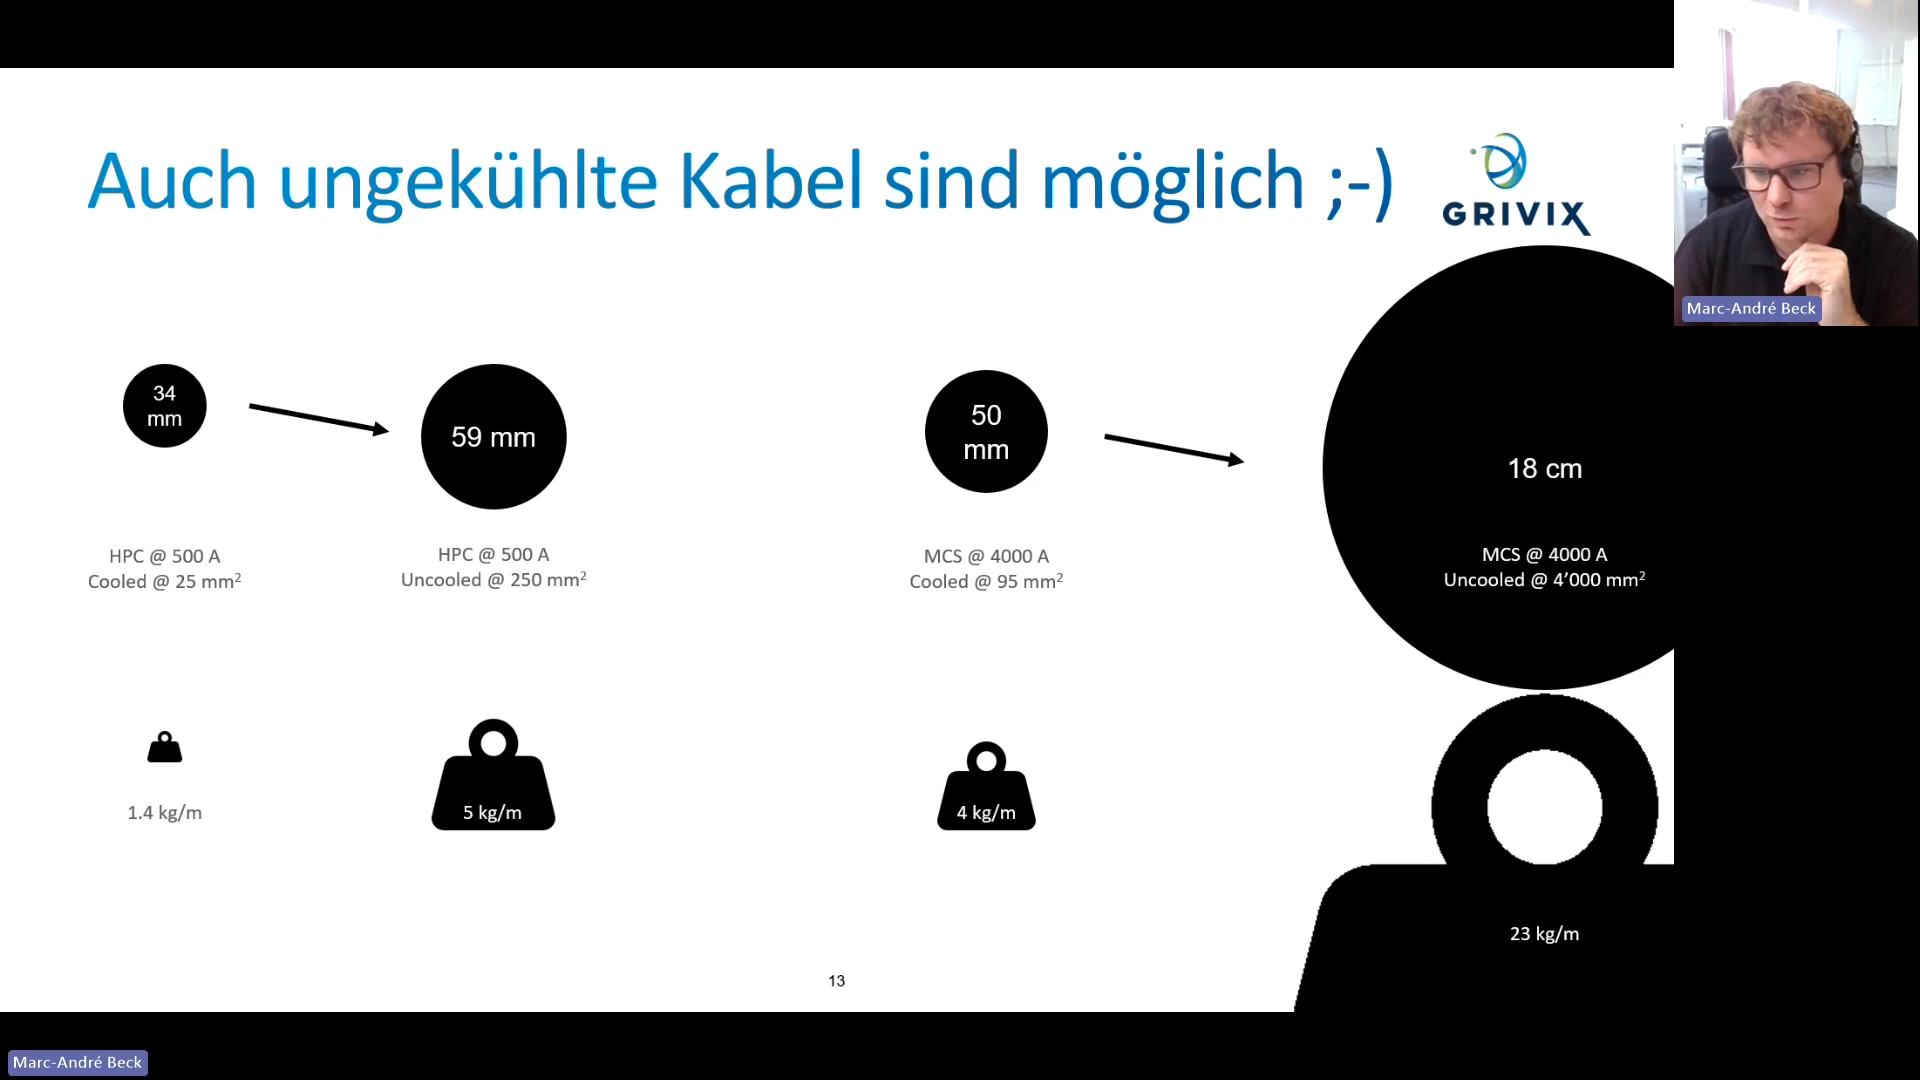 Auch ungekühlte Kabel sind möglich ;-)
GRIVIX
Marc-André Beck
34
mm
59 mm
50
mm
18 cm
HPC @ 500 A
Cooled @ 25 mm²
HPC @ 500 A
Uncooled @ 250 mm²
MCS @ 4000 A
Cooled @ 95 mm²
MCS @ 4000 A
Uncooled @ 4’000 mm²
1.4 kg/m
5 kg/m
4 kg/m
23 kg/m
13
Marc-André Beck